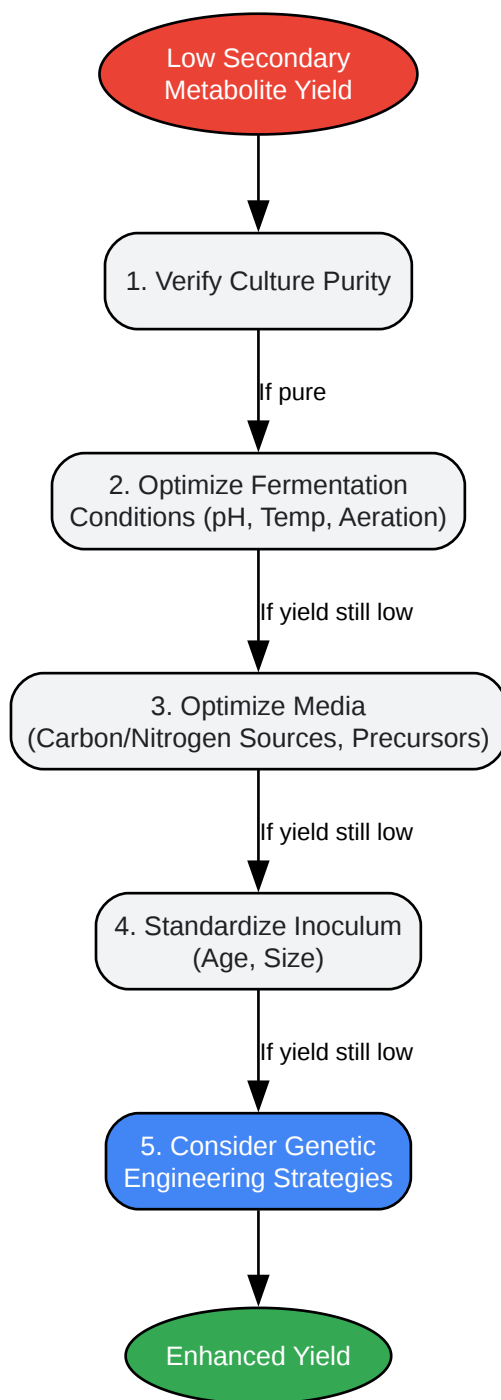 Low Secondary
Metabolite Yield
1. Verify Culture Purity
If pure
2. Optimize Fermentation
Conditions (pH, Temp, Aeration)
If yield still low
3. Optimize Media
(Carbon/Nitrogen Sources, Precursors)
If yield still low
4. Standardize Inoculum
(Age, Size)
If yield still low
5. Consider Genetic
Engineering Strategies
Enhanced Yield